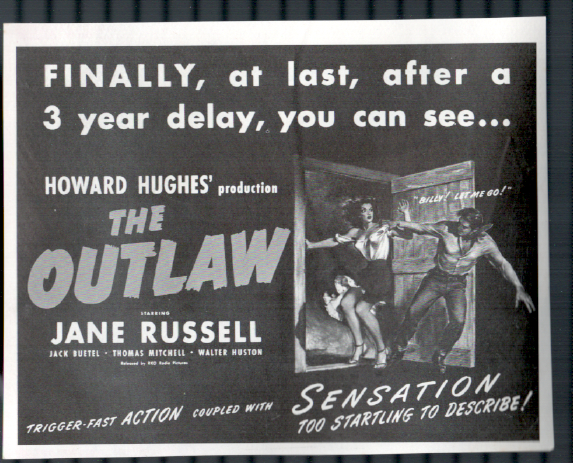 FINALLY, at last, after a
3 year delay, you can see...
HOWARD HUGHES' production
THE
OUTLAW
STARRING
JANE RUSSELL
JACK BUETEL • THOMAS MITCHELL • WALTER HUSTON
Released by RKO Radio Pictures
"BILLY! LET ME GO!"
TRIGGER-FAST ACTION COUPLED WITH
SENSATION
TOO STARTLING TO DESCRIBE!